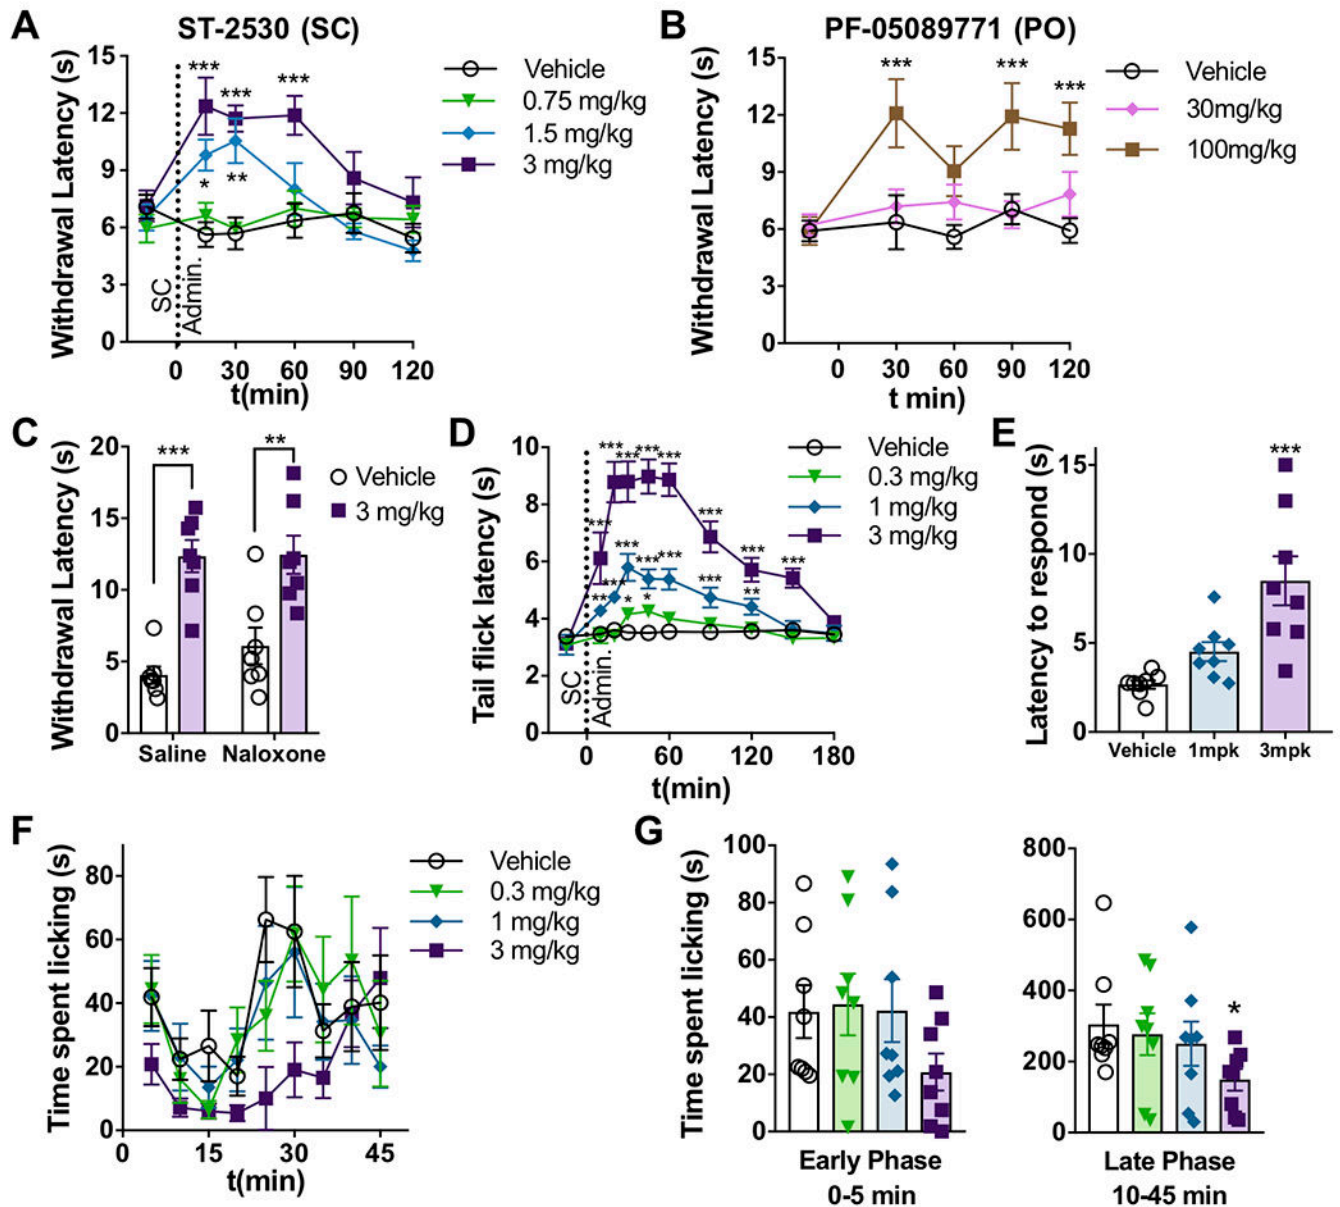 A
ST-2530 (SC)
Withdrawal Latency (s)
15
12
9
6
3
0
***
***
***
*
**
SC
Admin.
0 30 60 90 120
t(min)
Vehicle
0.75 mg/kg
1.5 mg/kg
3 mg/kg
B
PF-05089771 (PO)
Withdrawal Latency (s)
15
12
9
6
3
0
***
***
***
0 30 60 90 120
t min)
Vehicle
30mg/kg
100mg/kg
C
Withdrawal Latency (s)
20
15
10
5
0
***
**
Vehicle
3 mg/kg
Saline Naloxone
D
Tail flick latency (s)
10
8
6
4
2
0
***
***
***
***
***
***
***
***
***
***
***
***
**
***
**
*
*
SC
Admin.
0 60 120 180
t(min)
Vehicle
0.3 mg/kg
1 mg/kg
3 mg/kg
E
Latency to respond (s)
15
10
5
0
***
Vehicle 1mpk 3mpk
F
Time spent licking (s)
80
60
40
20
0
0 15 30 45
t(min)
Vehicle
0.3 mg/kg
1 mg/kg
3 mg/kg
G
Time spent licking (s)
100
80
60
40
20
0
Early Phase
0-5 min
800
600
400
200
0
*
Late Phase
10-45 min